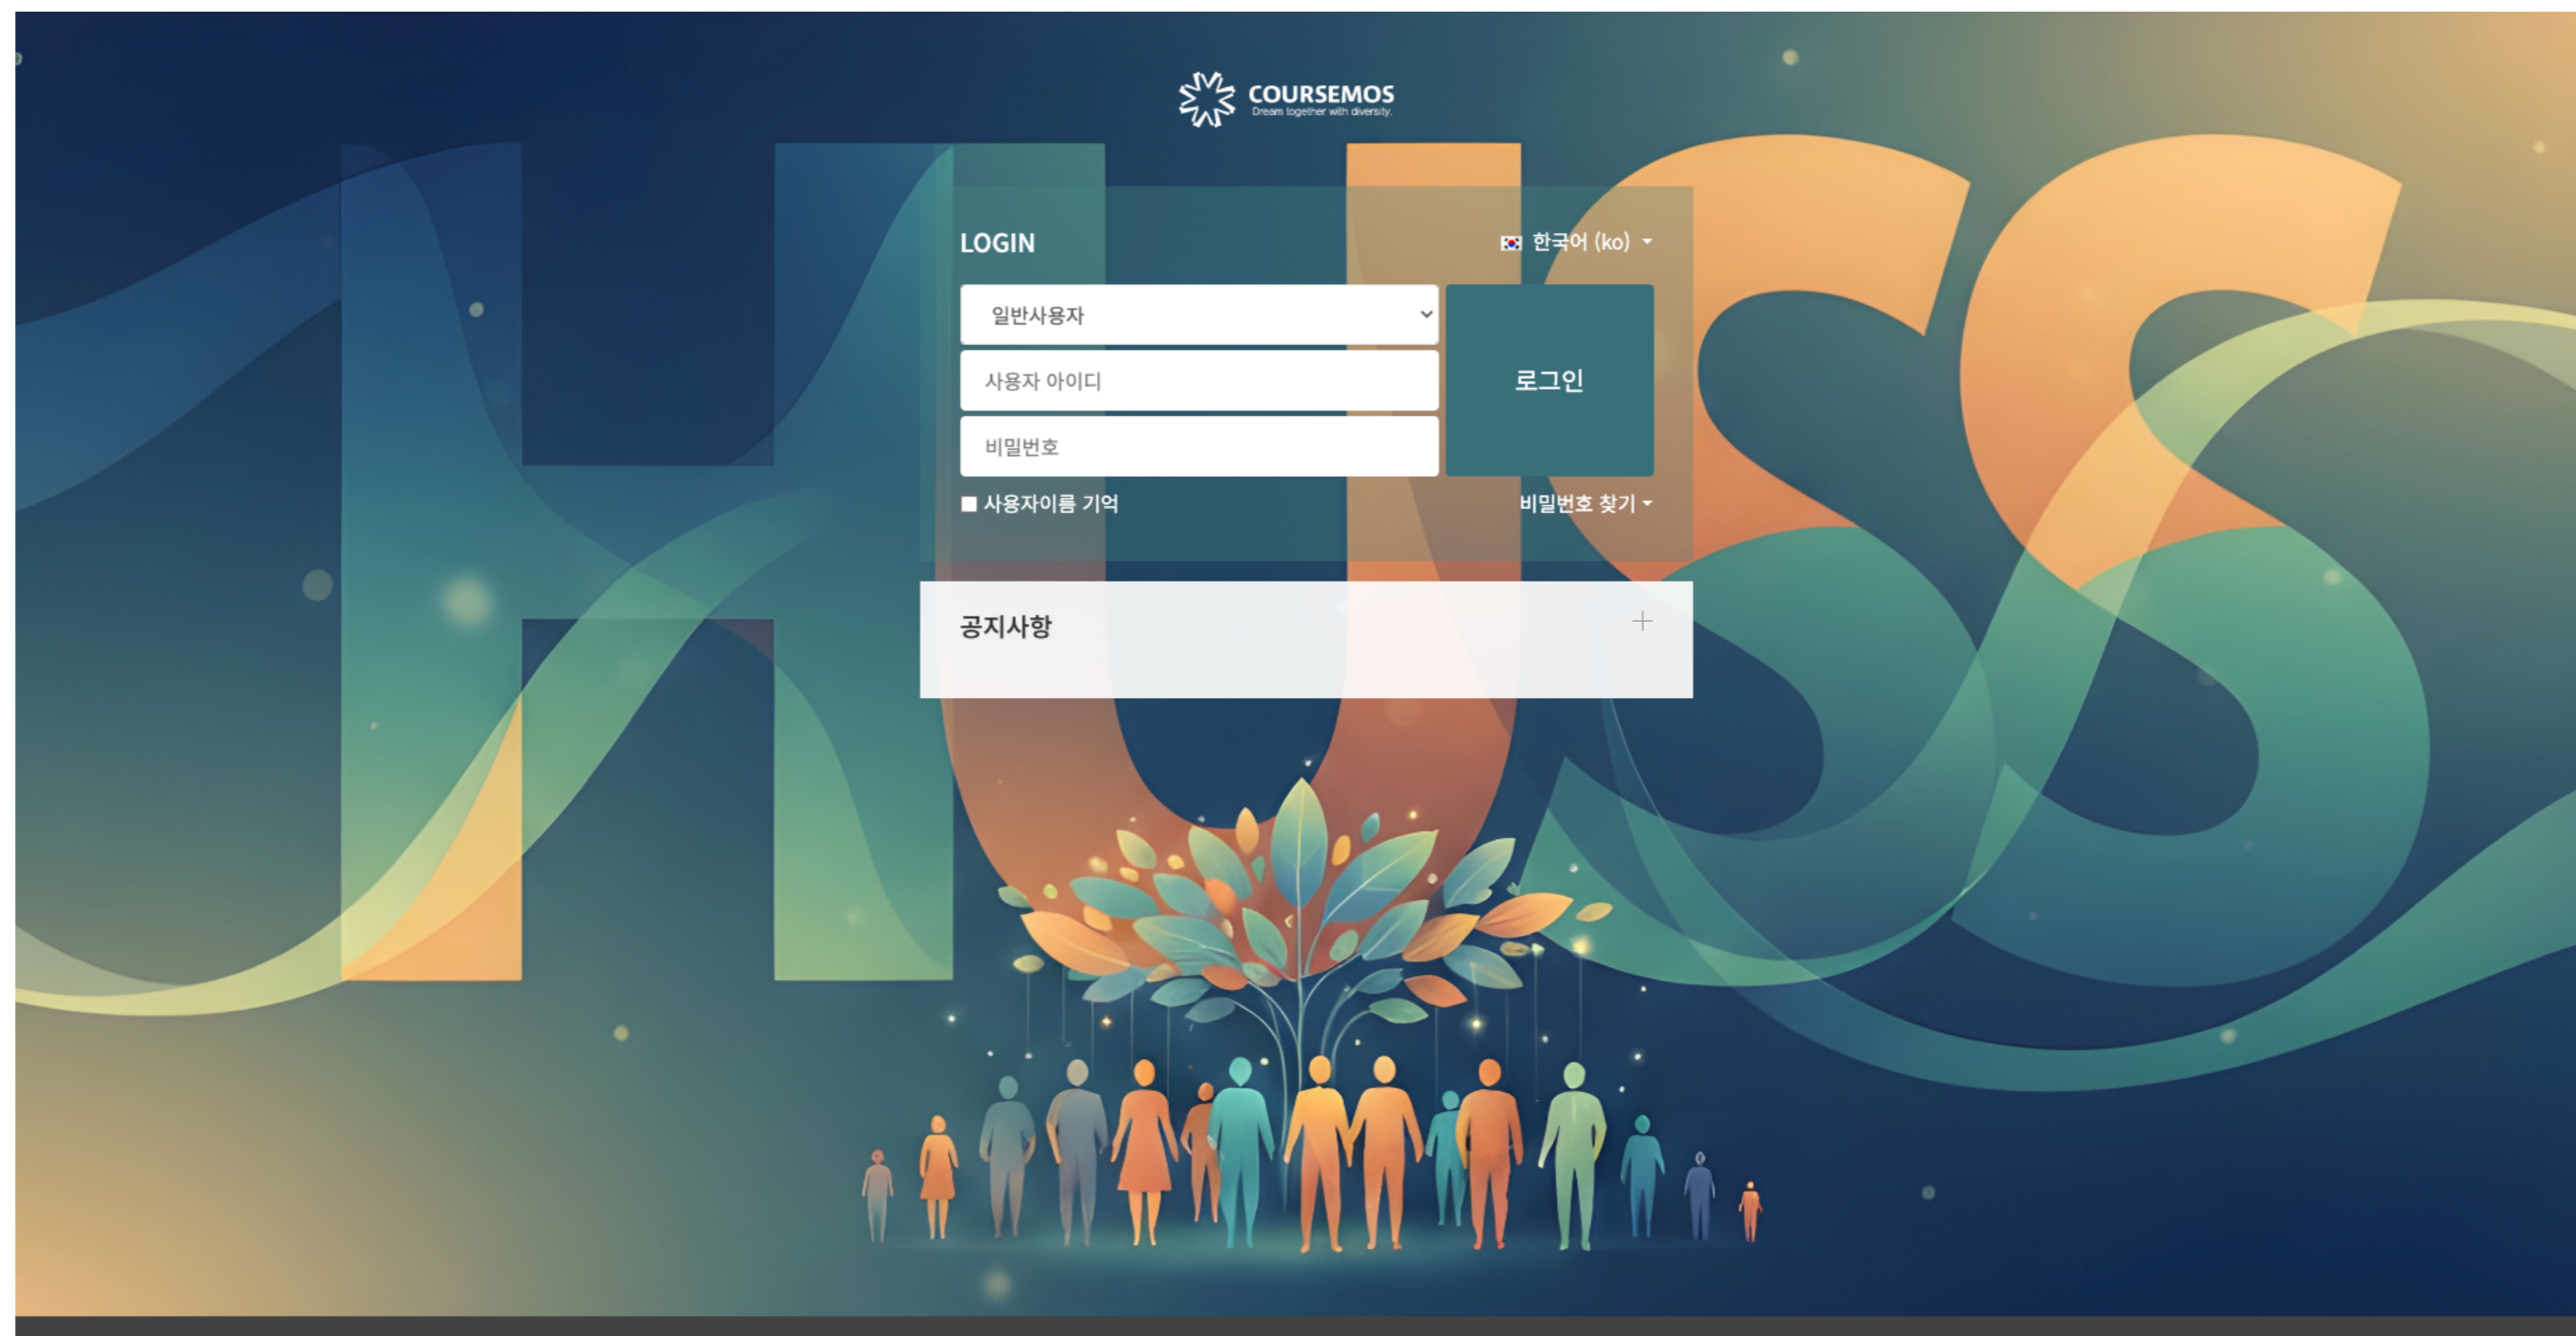 COURSEMOS
Dream together with diversity.
HUSS
LOGIN
한국어 (ko)
일반사용자
사용자 아이디
로그인
비밀번호
사용자이름 기억
비밀번호 찾기
공지사항